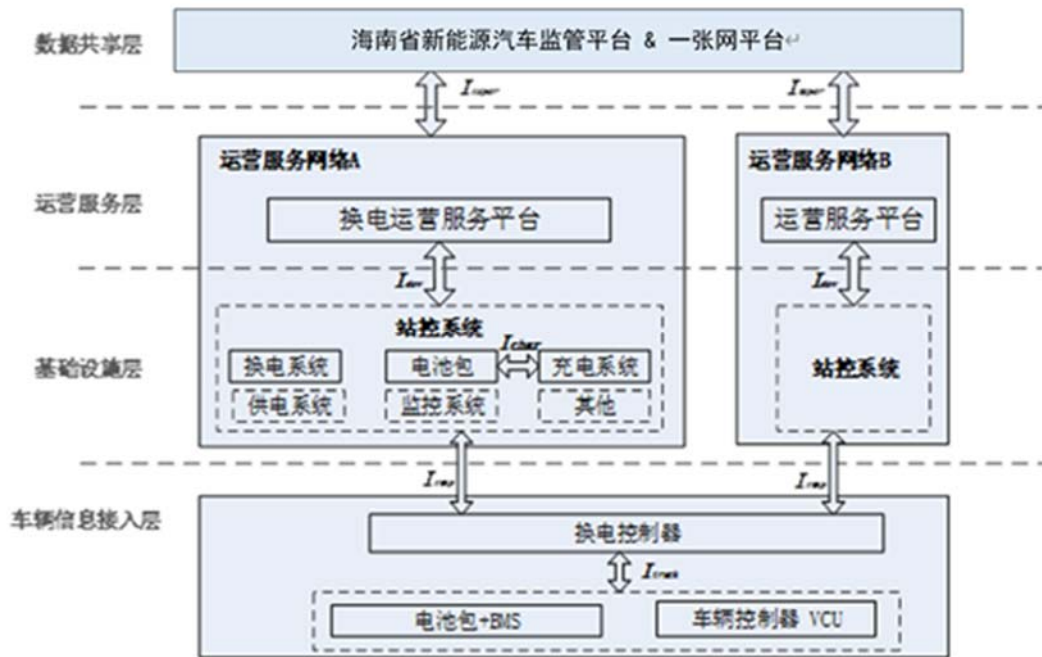 数据共享层
海南省新能源汽车监管平台 & 一张网平台↵
运营服务层
运营服务网络A
运营服务网络B
换电运营服务平台
运营服务平台
基础设施层
站控系统
Ichar
换电系统
电池包
充电系统
供电系统
监控系统
其他
站控系统
车辆信息接入层
换电控制器
电池包+BMS
车辆控制器 VCU